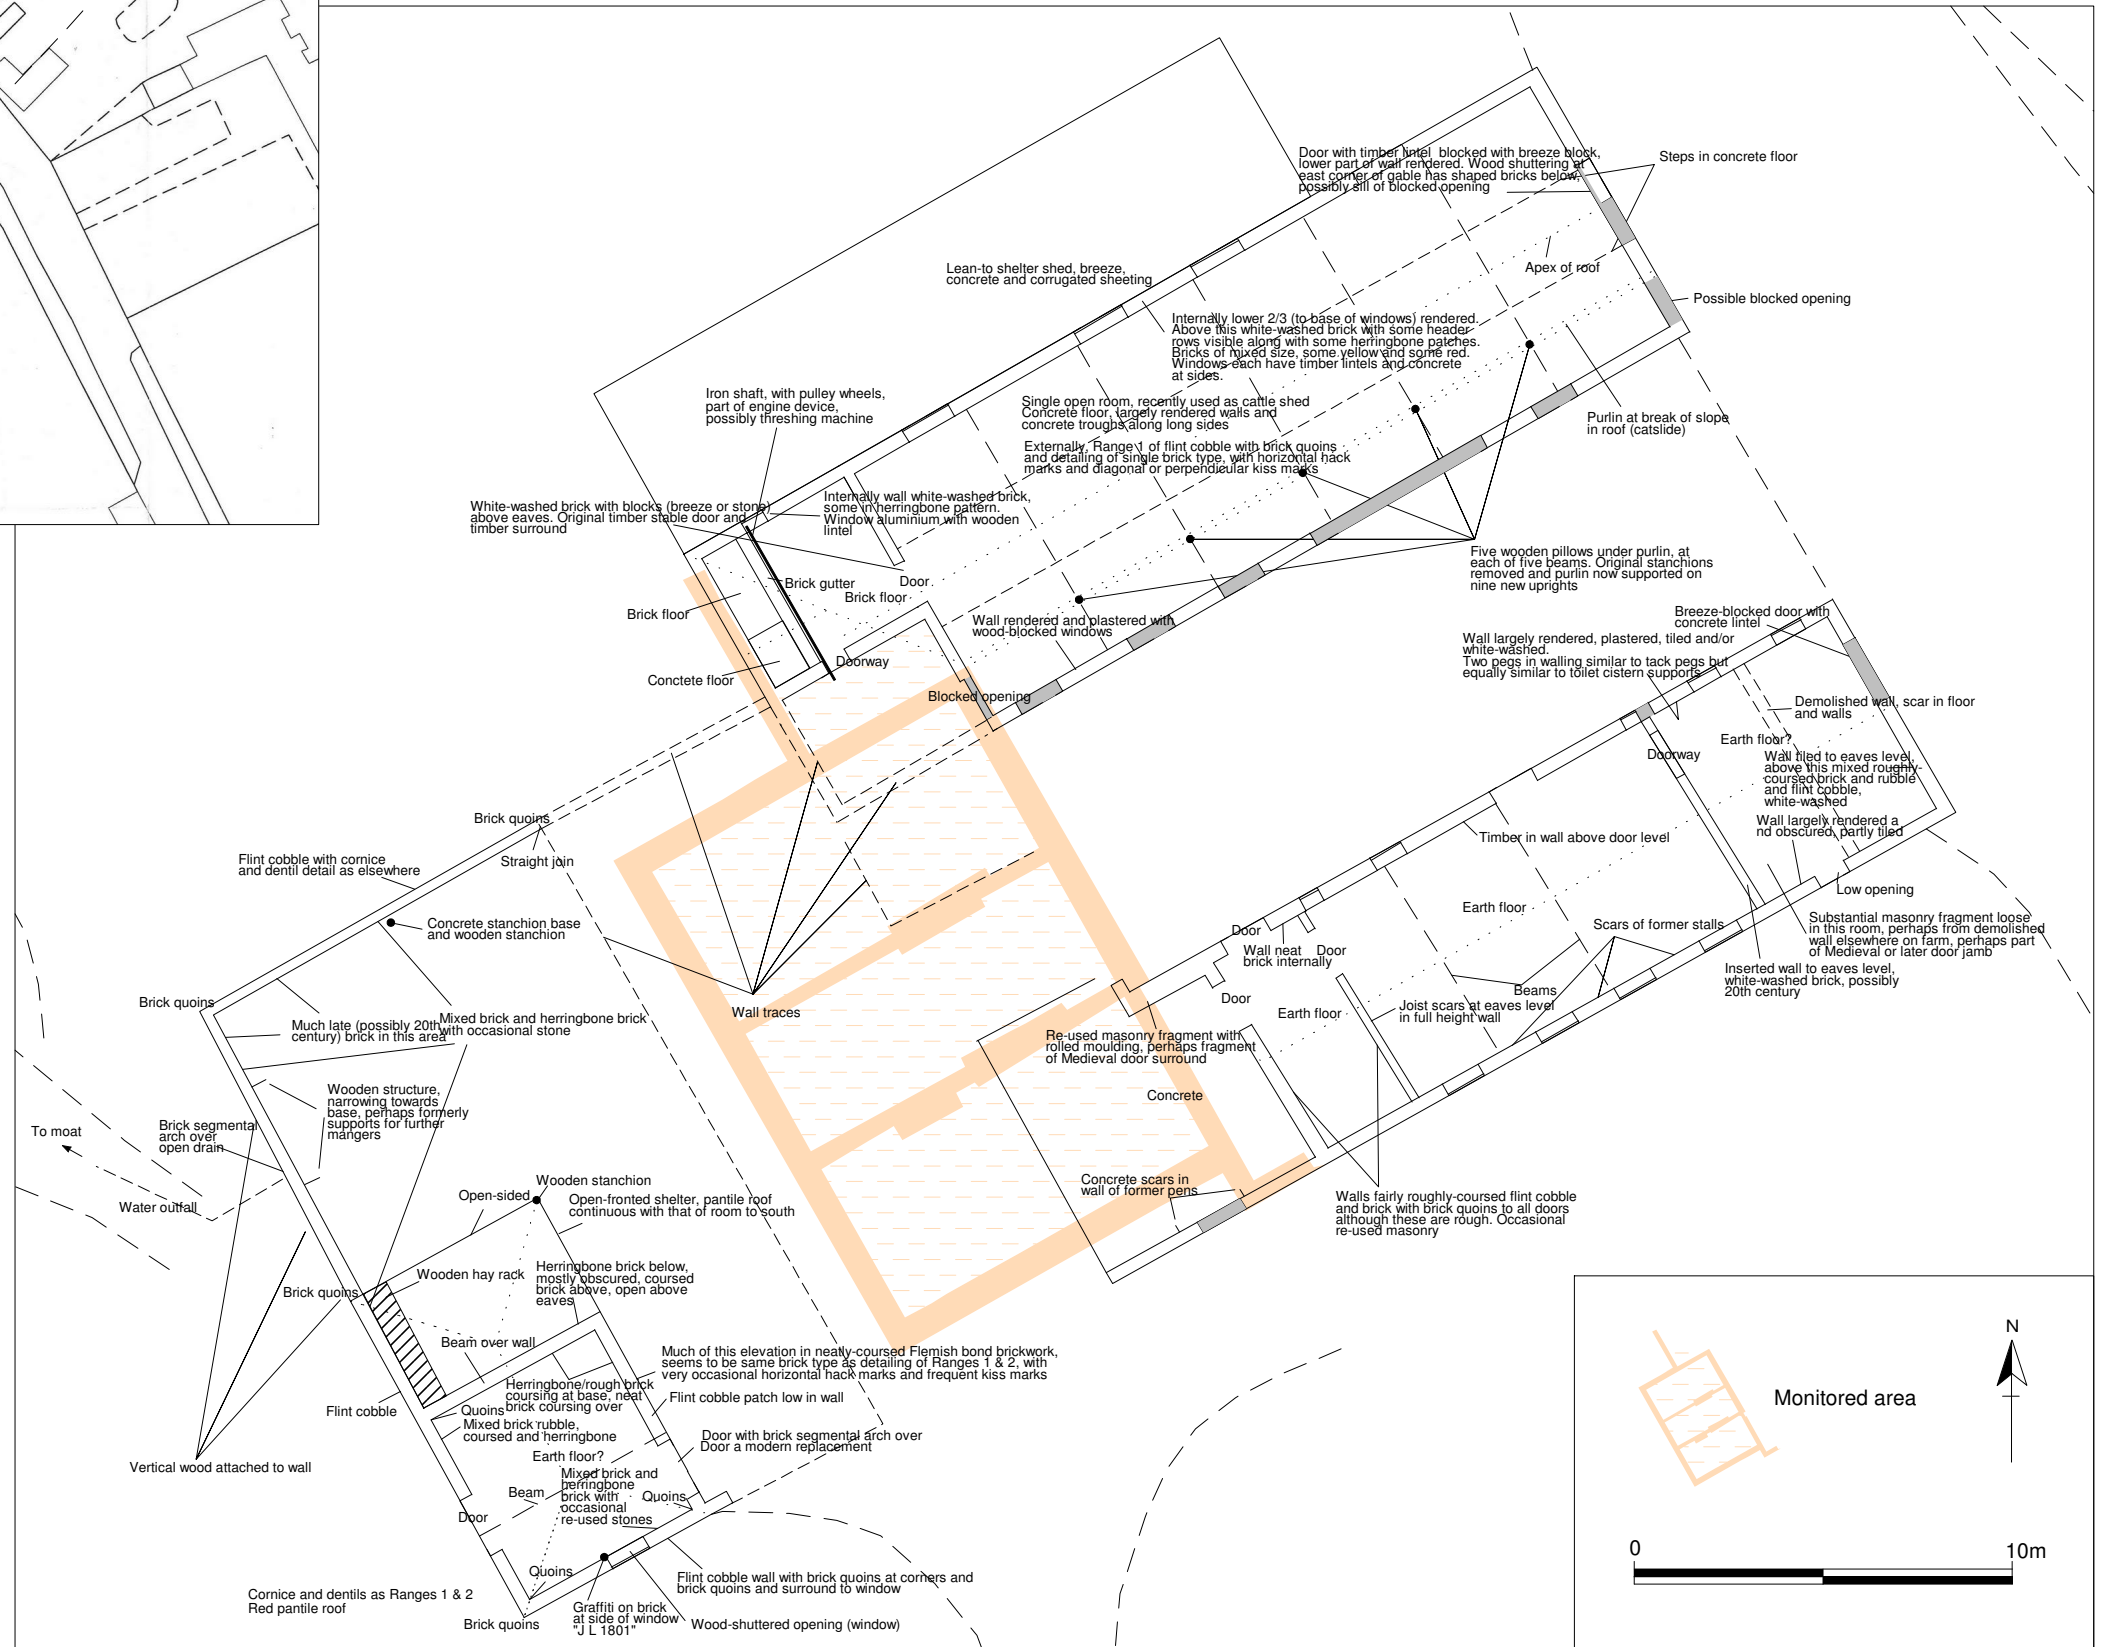 Door with timber lintel blocked with breeze block,
lower part of wall rendered. Wood shuttering at
east corner of gable has shaped bricks below,
possibly sill of blocked opening
Steps in concrete floor
Apex of roof
Lean-to shelter shed, breeze,
concrete and corrugated sheeting
Possible blocked opening
Internally lower 2/3 (to base of windows) rendered.
Above this white-washed brick with some header
rows visible along with some herringbone patches.
Bricks of mixed size, some yellow and some red.
Windows each have timber lintels and concrete
at sides.
Iron shaft, with pulley wheels,
part of engine device,
possibly threshing machine
Single open room, recently used as cattle shed
Concrete floor, largely rendered walls and
concrete troughs along long sides
Purlin at break of slope
in roof (catslide)
Externally, Range 1 of flint cobble with brick quoins
and detailing of single brick type, with horizontal hack
marks and diagonal or perpendicular kiss marks
White-washed brick with blocks (breeze or stone)
above eaves. Original timber stable door and
timber surround
Internally wall white-washed brick,
some in herringbone pattern.
Window aluminium with wooden
lintel
Five wooden pillows under purlin, at
each of five beams. Original stanchions
removed and purlin now supported on
nine new uprights
Brick gutter
Door
Brick floor
Brick floor
Wall rendered and plastered with
wood-blocked windows
Breeze-blocked door with
concrete lintel
Wall largely rendered, plastered, tiled and/or
white-washed.
Two pegs in walling similar to tack pegs but
equally similar to toilet cistern supports
Doorway
Conctete floor
Blocked opening
Demolished wall, scar in floor
and walls
Earth floor?
Doorway
Wall tiled to eaves level,
above this mixed roughly-
coursed brick and rubble
and flint cobble,
white-washed
Wall largely rendered a
nd obscured, partly tiled
Brick quoins
Straight join
Timber in wall above door level
Flint cobble with cornice
and dentil detail as elsewhere
Low opening
Concrete stanchion base
and wooden stanchion
Earth floor
Scars of former stalls
Substantial masonry fragment loose
in this room, perhaps from demolished
wall elsewhere on farm, perhaps part
of Medieval or later door jamb
Door
Wall neat
brick internally
Door
Inserted wall to eaves level,
white-washed brick, possibly
20th century
Beams
Brick quoins
Wall traces
Door
Earth floor
Joist scars at eaves level
in full height wall
Much late (possibly 20th
century) brick in this area
Mixed brick and herringbone brick
with occasional stone
Re-used masonry fragment with
rolled moulding, perhaps fragment
of Medieval door surround
Concrete
Wooden structure,
narrowing towards
base, perhaps formerly
supports for further
mangers
To moat
Brick segmental
arch over
open drain
Water outfall
Wooden stanchion
Open-sided
Open-fronted shelter, pantile roof
continuous with that of room to south
Concrete scars in
wall of former pens
Walls fairly roughly-coursed flint cobble
and brick with brick quoins to all doors
although these are rough. Occasional
re-used masonry
Wooden hay rack
Herringbone brick below,
mostly obscured, coursed
brick above, open above
eaves
Brick quoins
Beam over wall
Much of this elevation in neatly-coursed Flemish bond brickwork,
seems to be same brick type as detailing of Ranges 1 & 2, with
very occasional horizontal hack marks and frequent kiss marks
Herringbone/rough brick
coursing at base, neat
brick coursing over
Flint cobble patch low in wall
Flint cobble
Quoins
Mixed brick rubble,
coursed and herringbone
Door with brick segmental arch over
Door a modern replacement
Earth floor?
Vertical wood attached to wall
Mixed brick and
herringbone
brick with
occasional
re-used stones
Beam
Quoins
Door
Quoins
Flint cobble wall with brick quoins at corners and
brick quoins and surround to window
Cornice and dentils as Ranges 1 & 2
Red pantile roof
Brick quoins
Graffiti on brick
at side of window
"J L 1801"
Wood-shuttered opening (window)
N
Monitored area
0
10m